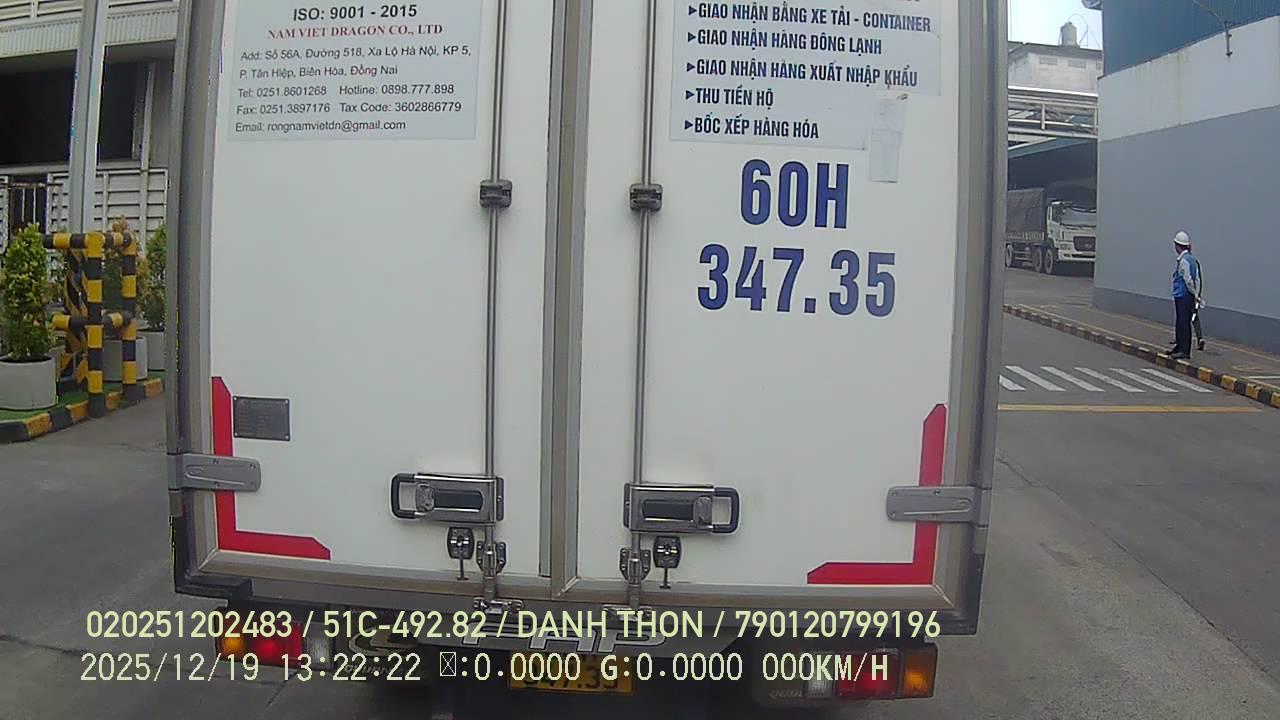 ISO: 9001 - 2015
NAM VIET DRAGON CO., LTD
Add: Số 56A, Đường 518, Xa Lộ Hà Nội, KP 5,
P. Tân Hiệp, Biên Hòa, Đồng Nai
Tel: 0251.8601268 Hotline: 0898.777.898
Fax: 0251.3897176 Tax Code: 3602866779
Email: rongnamvietdn@gmail.com
▸GIAO NHẬN BẰNG XE TẢI - CONTAINER
▸GIAO NHẬN HÀNG ĐÔNG LẠNH
▸GIAO NHẬN HÀNG XUẤT NHẬP KHẨU
▸THU TIỀN HỘ
▸BỐC XẾP HÀNG HÓA
60H
347.35
020251202483 / 51C-492.82 / DANH THON / 790120799196
2025/12/19 13:22:22 :0.0000 G:0.0000 000KM/H
347.35